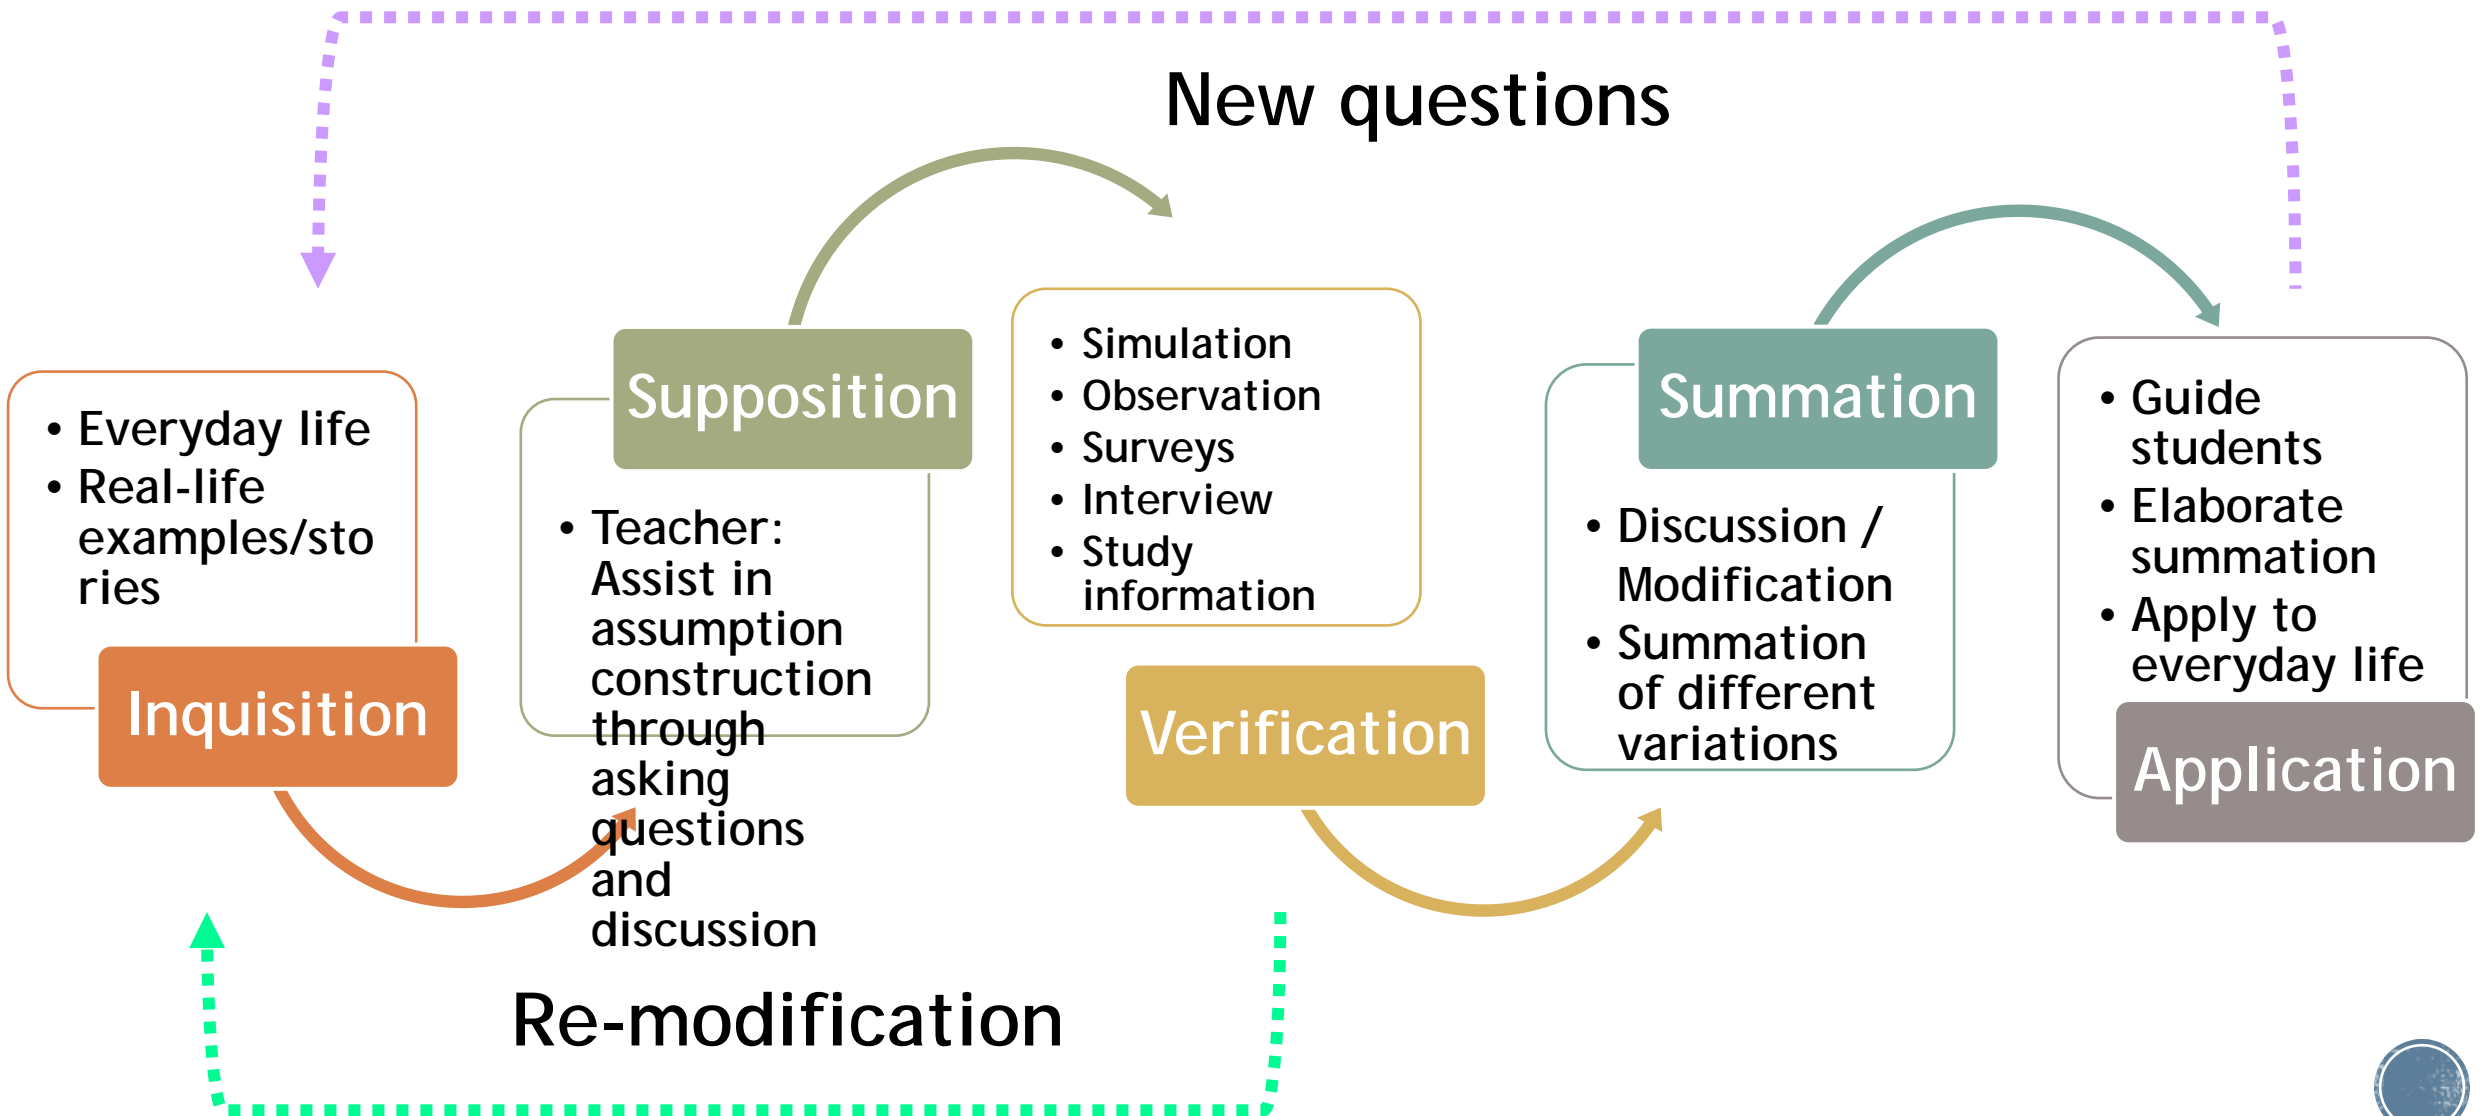 New questions
• Everyday life
• Real-life
examples/sto
ries
Inquisition
Supposition
• Teacher:
Assist in
assumption
construction
through
asking
questions
and
discussion
• Simulation
• Observation
• Surveys
• Interview
• Study
information
Verification
Summation
• Discussion /
Modification
• Summation
of different
variations
• Guide
students
• Elaborate
summation
• Apply to
everyday life
Application
Re-modification